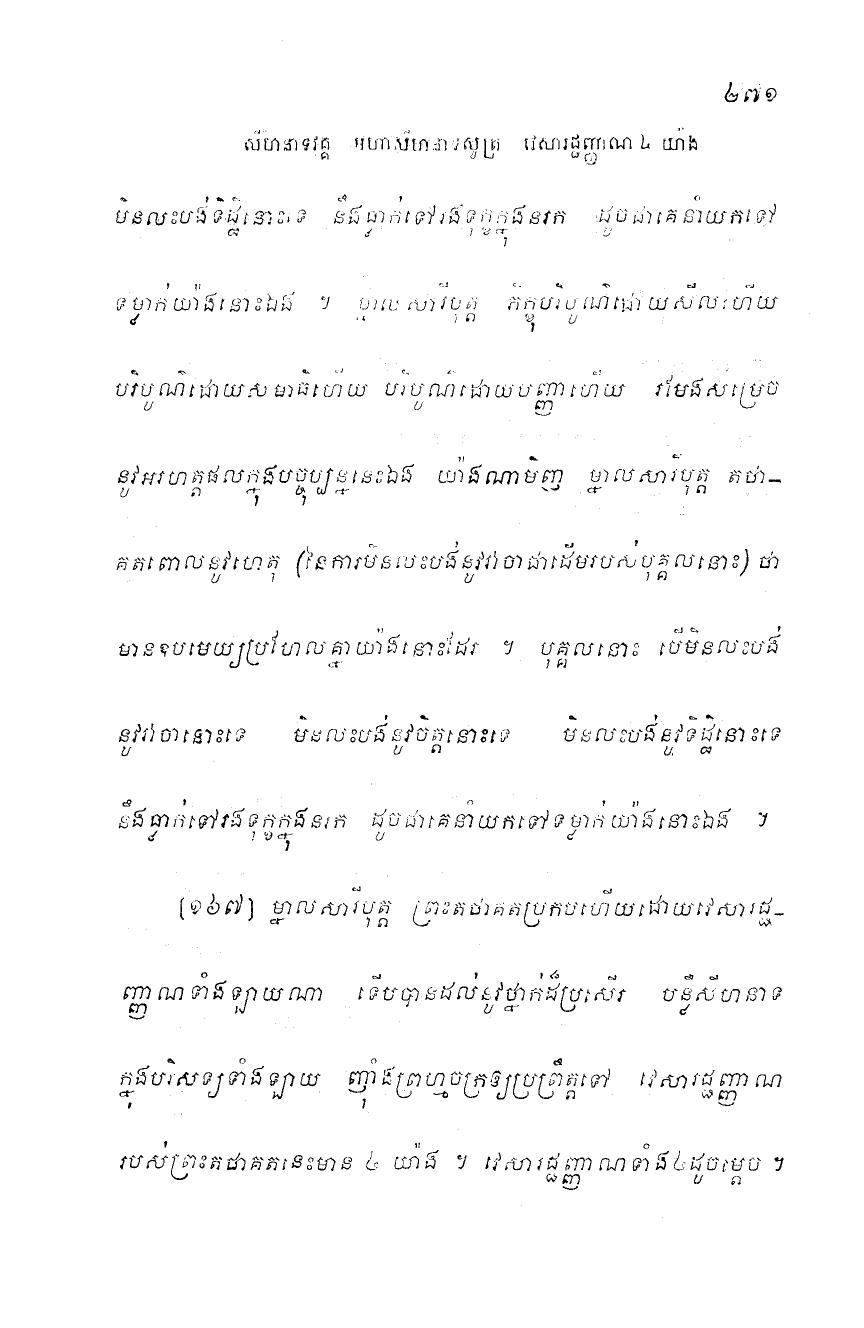 ២៧១
សីហនាទវគ្គ មហាសីហនាទសូត្រ វេសារជ្ជញ្ញាណ ៤ យ៉ាង
មិនលះបង់ទិដ្ឋិនោះទេ នឹងធ្លាក់ទៅរងទុក្ខក្នុងនរក ដូចជាគេនាំយកទៅ
ទម្លាក់យ៉ាងនោះឯង ។ ម្នាលសារីបុត្ត ភិក្ខុបរិបូណ៌ដោយសីលហើយ
បរិបូណ៌ដោយសមាធិហើយ បរិបូណ៌ដោយបញ្ញាហើយ រមែងសម្រេច
នូវអរហត្តផលក្នុងបច្ចុប្បន្ននេះឯង យ៉ាងណាមិញ ម្នាលសារីបុត្ត តថា-
គតពោលនូវហេតុ (នៃការមិនលះបង់នូវវាចាជាដើមរបស់បុគ្គលនោះ) ថា
មានឧបមេយ្យប្រហែលគ្នាយ៉ាងនោះដែរ ។ បុគ្គលនោះ បើមិនលះបង់
នូវវាចានោះទេ មិនលះបង់នូវចិត្តនោះទេ មិនលះបង់នូវទិដ្ឋិនោះទេ
នឹងធ្លាក់ទៅរងទុក្ខក្នុងនរក ដូចជាគេនាំយកទៅទម្លាក់យ៉ាងនោះឯង ។
(១៦៧) ម្នាលសារីបុត្ត ព្រះតថាគតប្រកបហើយដោយវេសារជ្ជ-
ញ្ញាណទាំងឡាយណា ទើបបានដល់នូវថ្នាក់ដ៏ប្រសើរ បន្លឺសីហនាទ
ក្នុងបរិសទ្យទាំងឡាយ ញ៉ាំងព្រហ្មចក្រឲ្យប្រព្រឹត្តទៅ វេសារជ្ជញ្ញាណ
របស់ព្រះតថាគតនេះមាន ៤ យ៉ាង ។ វេសារជ្ជញ្ញាណទាំង៤ដូចម្តេច ។